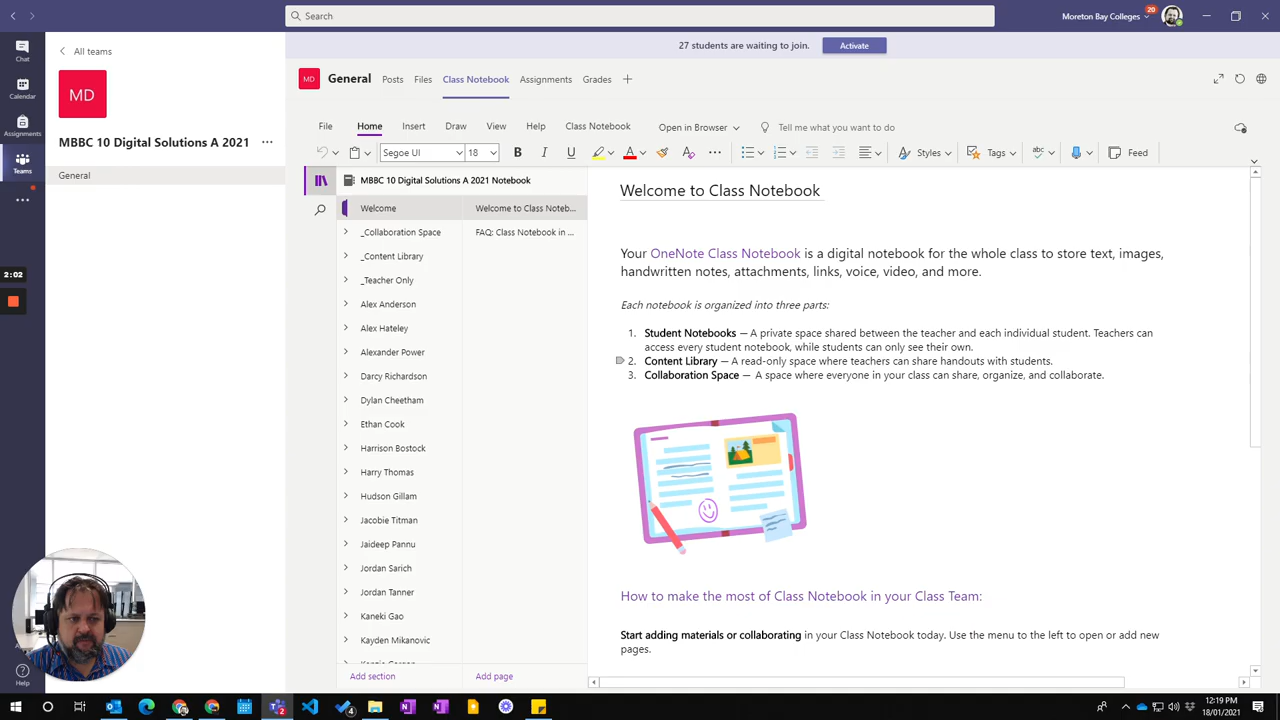 Search
Moreton Bay Colleges
20
27 students are waiting to join.
Activate
Chat
Calendar
Assignments
Teams
Help
2:02
All teams
MD
MBBC 10 Digital Solutions A 2021
General
MD
General
Posts
Files
Class Notebook
Assignments
Grades
File
Home
Insert
Draw
View
Help
Class Notebook
Open in Browser
Tell me what you want to do
Segoe UI
18
B
I
U
Styles
Tags
Feed
MBBC 10 Digital Solutions A 2021 Notebook
Welcome
_Collaboration Space
_Content Library
_Teacher Only
Alex Anderson
Alex Hateley
Alexander Power
Darcy Richardson
Dylan Cheetham
Ethan Cook
Harrison Bostock
Harry Thomas
Hudson Gillam
Jacobie Titman
Jaideep Pannu
Jordan Sarich
Jordan Tanner
Kaneki Gao
Kayden Mikanovic
Add section
Welcome to Class Noteb...
FAQ: Class Notebook in ...
Add page
Welcome to Class Notebook
Your OneNote Class Notebook is a digital notebook for the whole class to store text, images,
handwritten notes, attachments, links, voice, video, and more.
Each notebook is organized into three parts:
1. Student Notebooks — A private space shared between the teacher and each individual student. Teachers can
access every student notebook, while students can only see their own.
2. Content Library — A read-only space where teachers can share handouts with students.
3. Collaboration Space — A space where everyone in your class can share, organize, and collaborate.
How to make the most of Class Notebook in your Class Team:
Start adding materials or collaborating in your Class Notebook today. Use the menu to the left to open or add new
pages.
12:19 PM
18/01/2021